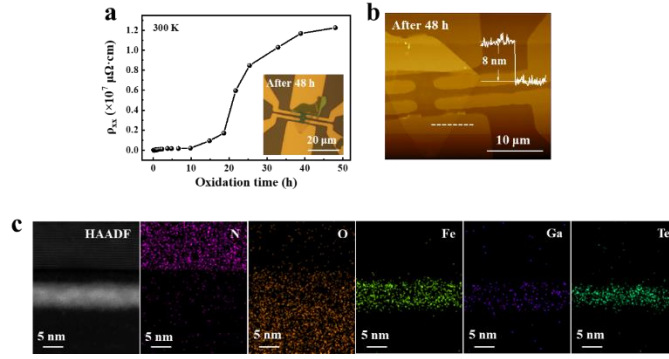 a
300 K
ρxx (×10⁷ μΩ·cm)
1.2
1.0
0.8
0.6
0.4
0.2
0.0
After 48 h
20 μm
0 10 20 30 40 50
Oxidation time (h)
b
After 48 h
8 nm
10 μm
c
HAADF
N
O
Fe
Ga
Te
5 nm
5 nm
5 nm
5 nm
5 nm
5 nm